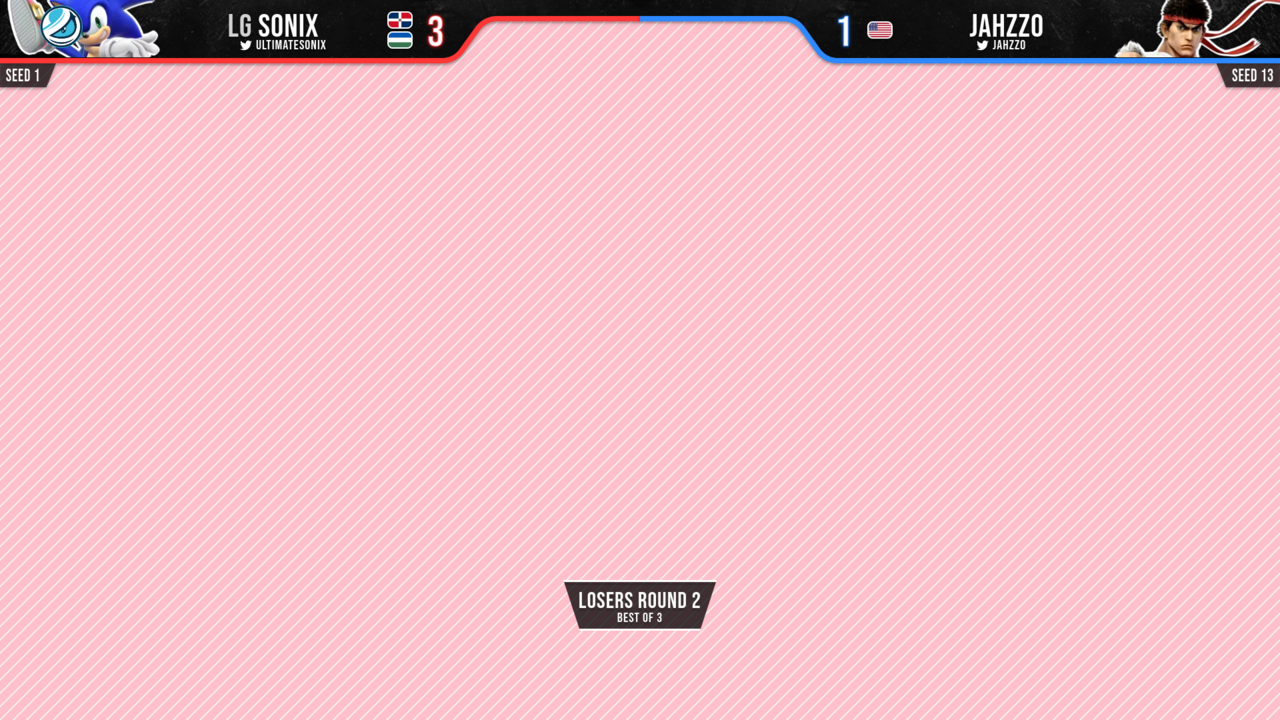 LG SONIX
ULTIMATESONIX
3
1
JAHZZO
JAHZZO
SEED 1
SEED 13
LOSERS ROUND 2
BEST OF 3